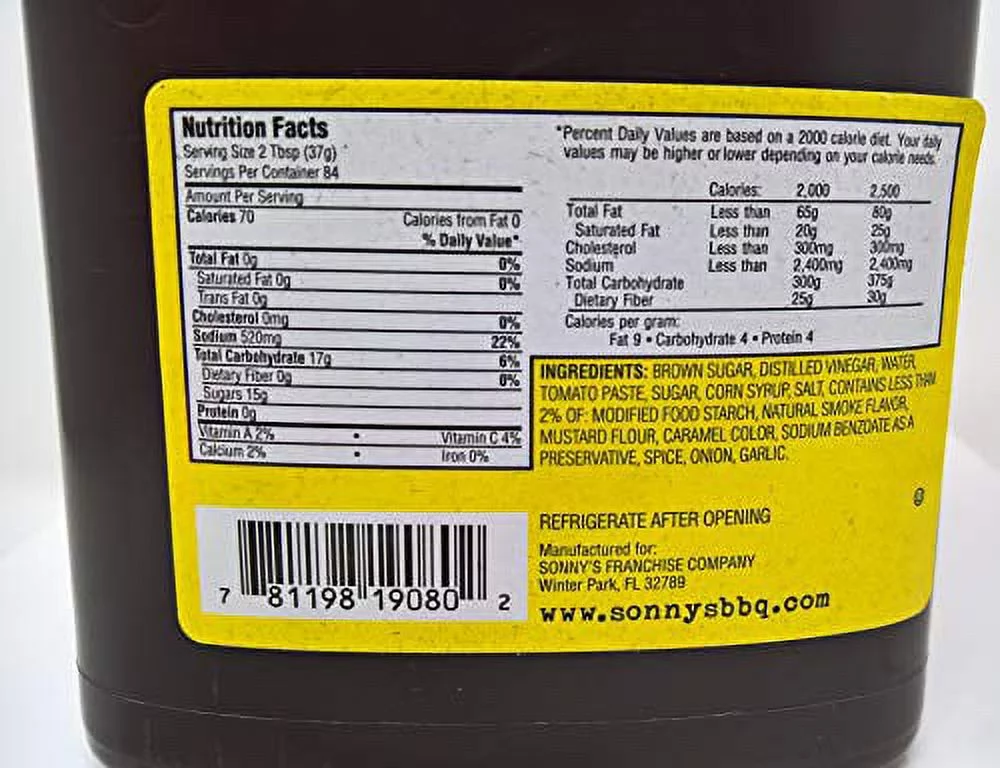 Nutrition Facts
Serving Size 2 Tbsp (37g)
Servings Per Container 84
Amount Per Serving
Calories 70 Calories from Fat 0
% Daily Value*
Total Fat 0g 0%
Saturated Fat 0g 0%
Trans Fat 0g
Cholesterol 0mg 0%
Sodium 520mg 22%
Total Carbohydrate 17g 6%
Dietary Fiber 0g 0%
Sugars 15g
Protein 0g
Vitamin A 2% • Vitamin C 4%
Calcium 2% • Iron 0%
*Percent Daily Values are based on a 2000 calorie diet. Your daily
values may be higher or lower depending on your calorie needs.
Calories: 2,000 2,500
Total Fat Less than 65g 80g
Saturated Fat Less than 20g 25g
Cholesterol Less than 300mg 300mg
Sodium Less than 2,400mg 2,400mg
Total Carbohydrate 300g 375g
Dietary Fiber 25g 30g
Calories per gram:
Fat 9 • Carbohydrate 4 • Protein 4
INGREDIENTS: BROWN SUGAR, DISTILLED VINEGAR, WATER,
TOMATO PASTE, SUGAR, CORN SYRUP, SALT, CONTAINS LESS THAN
2% OF: MODIFIED FOOD STARCH, NATURAL SMOKE FLAVOR,
MUSTARD FLOUR, CARAMEL COLOR, SODIUM BENZOATE AS A
PRESERVATIVE, SPICE, ONION, GARLIC.
REFRIGERATE AFTER OPENING
Manufactured for:
SONNY'S FRANCHISE COMPANY
Winter Park, FL 32789
www.sonnysbbq.com
7 81198 19080 2